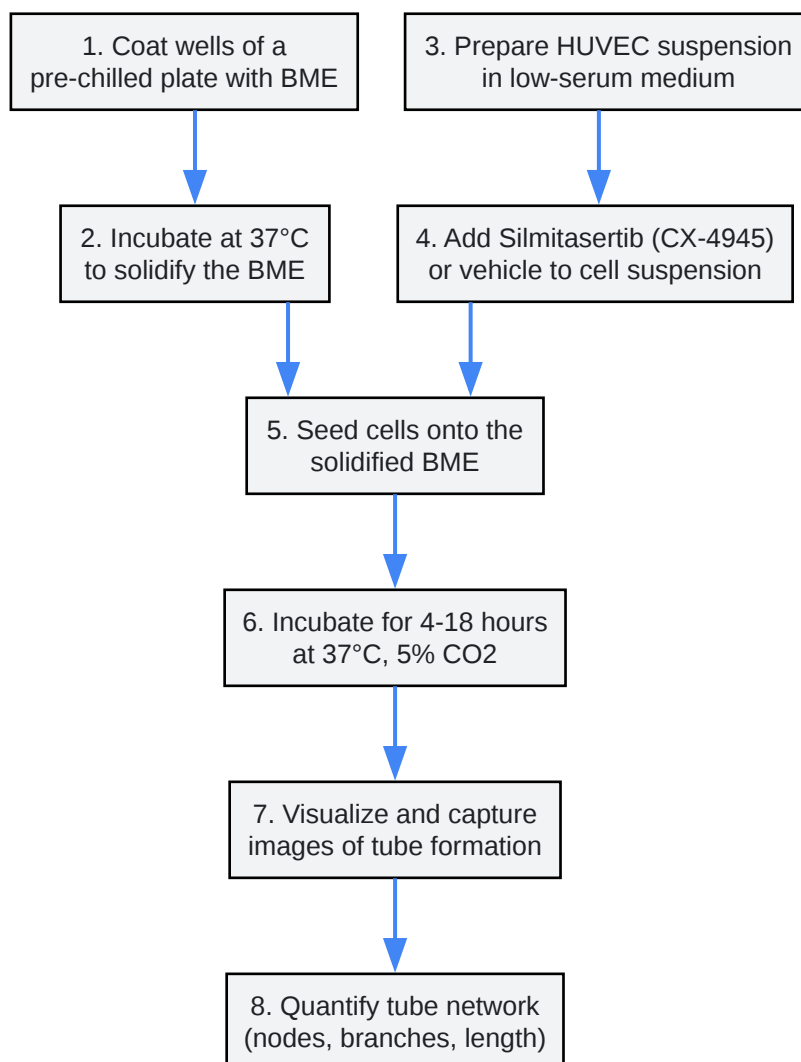 1. Coat wells of a
pre-chilled plate with BME
3. Prepare HUVEC suspension
in low-serum medium
2. Incubate at 37°C
to solidify the BME
4. Add Silmitasertib (CX-4945)
or vehicle to cell suspension
5. Seed cells onto the
solidified BME
6. Incubate for 4-18 hours
at 37°C, 5% CO2
7. Visualize and capture
images of tube formation
8. Quantify tube network
(nodes, branches, length)